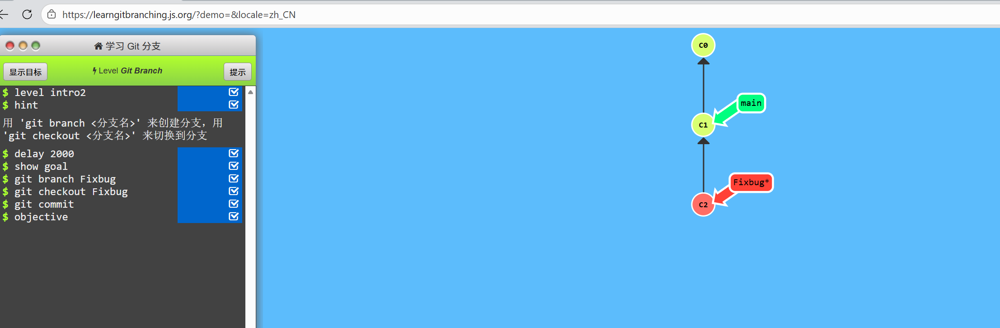 https://learngitbranching.js.org/?demo=&locale=zh_CN
学习 Git 分支
显示目标
Level Git Branch
提示
$ level intro2
$ hint
用 'git branch <分支名>' 来创建分支，用
'git checkout <分支名>' 来切换到分支
$ delay 2000
$ show goal
$ git branch Fixbug
$ git checkout Fixbug
$ git commit
$ objective
C0
main
C1
Fixbug*
C2